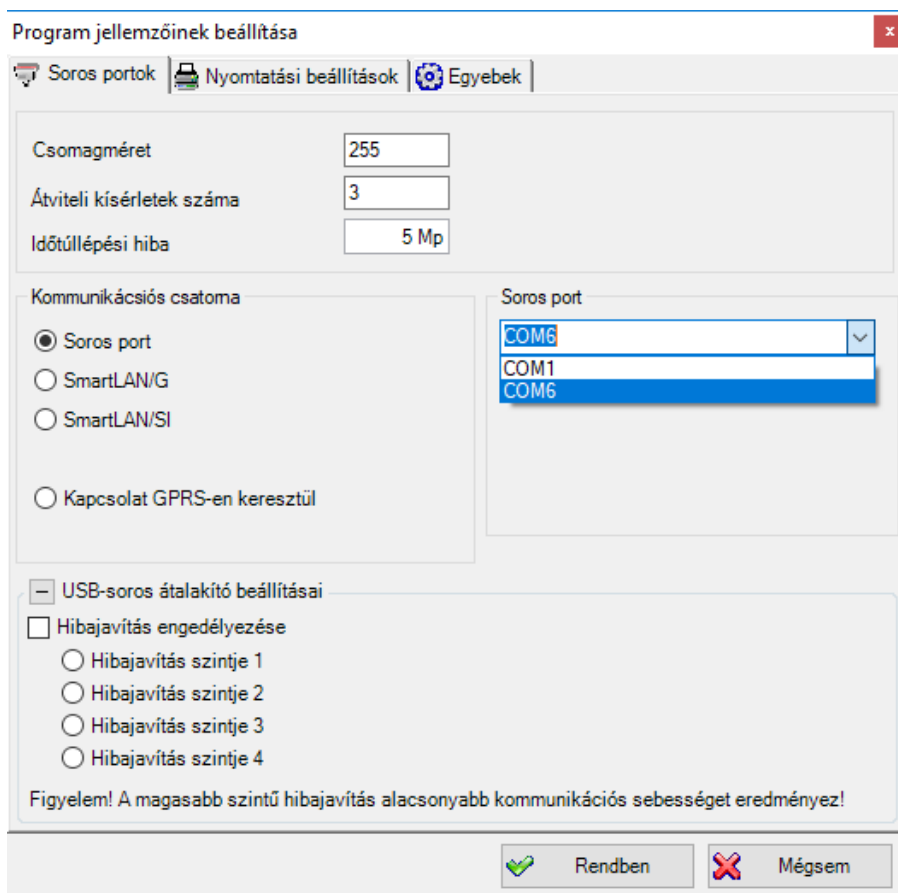 Program jellemzőinek beállítása
x
Soros portok
Nyomtatási beállítások
Egyebek
Csomagméret
255
Átviteli kísérletek száma
3
Időtúllépési hiba
5 Mp
Kommunikácsiós csatorna
Soros port
SmartLAN/G
SmartLAN/SI
Kapcsolat GPRS-en keresztül
Soros port
COM6
COM1
COM6
USB-soros átalakító beállításai
Hibajavítás engedélyezése
Hibajavítás szintje 1
Hibajavítás szintje 2
Hibajavítás szintje 3
Hibajavítás szintje 4
Figyelem! A magasabb szintű hibajavítás alacsonyabb kommunikációs sebességet eredményez!
Rendben
Mégsem